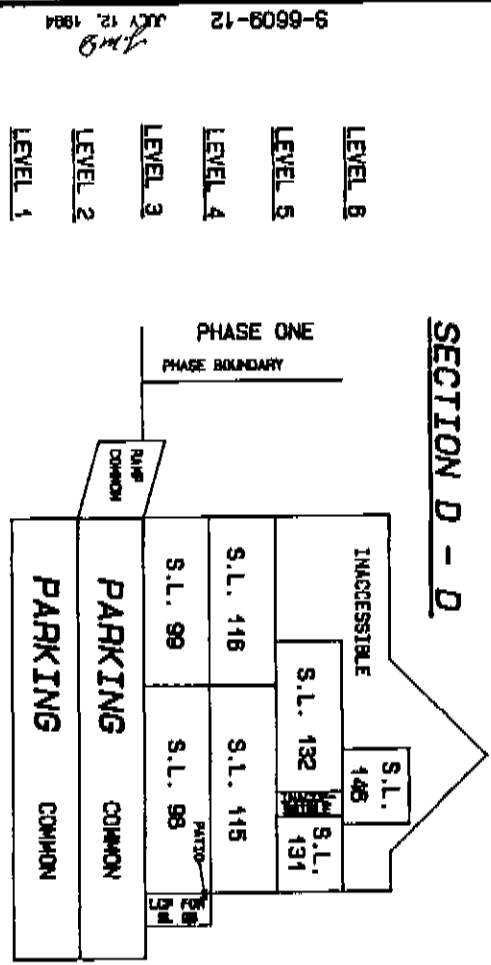 S-6609-12
JULY 12, 1994
SECTION D - D
LEVEL 6
LEVEL 5
LEVEL 4
LEVEL 3
LEVEL 2
LEVEL 1
PHASE ONE
PHASE BOUNDARY
RAMP
COMMON
INACCESSIBLE
S.L.
146
S.L. 132
S.L.
131
S.L. 116
S.L. 115
S.L. 99
S.L. 98
PATIO
PARKING COMMON
PARKING COMMON